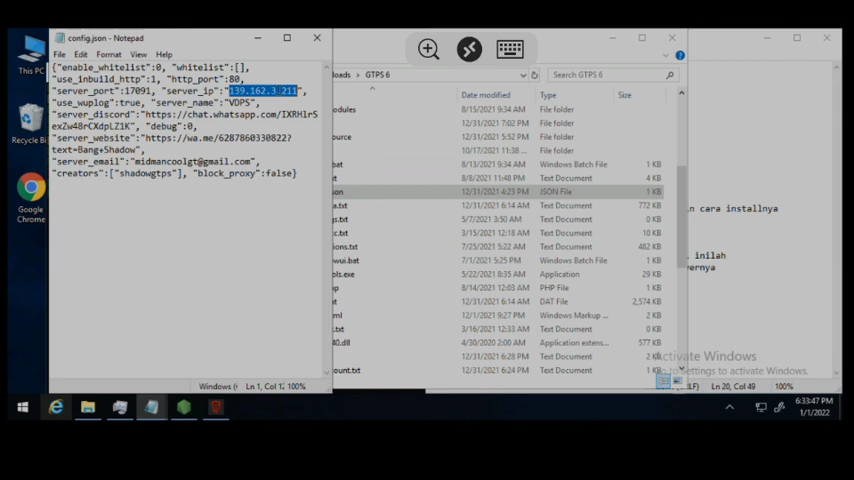 config.json - Notepad
File Edit Format View Help
{"enable_whitelist":0, "whitelist":[],
"use_inbuild_http":1, "http_port":80,
"server_port":17091, "server_ip":"139.162.3.211",
"use_wuplog":true, "server_name":"VDPS",
"server_discord":"https://chat.whatsapp.com/IXRHlrS
exZw48rCXdpLZ1K", "debug":0,
"server_website":"https://wa.me/6287860330822?
text=Bang+Shadow",
"server_email":"midmancoolgt@gmail.com",
"creators":["shadowgtps"], "block_proxy":false}
Windows (
Ln 1, Col 12
100%
This PC
Recycle Bi
Google
Chrome
loads > GTPS 6
Search GTPS 6
Date modified Type Size
odules 8/15/2021 9:34 AM File folder
12/31/2021 7:02 PM File folder
ource 12/31/2021 5:52 PM File folder
10/17/2021 11:38 ... File folder
bat 8/13/2021 9:34 AM Windows Batch File 1 KB
xt 8/8/2021 11:48 PM Text Document 4 KB
son 12/31/2021 4:23 PM JSON File 1 KB
a.txt 12/31/2021 6:14 AM Text Document 772 KB
gs.txt 5/7/2021 3:50 AM Text Document 0 KB
c.txt 3/15/2021 12:18 AM Text Document 10 KB
ions.txt 7/25/2021 5:22 AM Text Document 482 KB
wui.bat 7/1/2021 5:25 PM Windows Batch File 1 KB
ols.exe 5/22/2021 8:35 AM Application 29 KB
p 8/14/2021 12:03 AM PHP File 1 KB
at 12/31/2021 6:14 AM DAT File 2,574 KB
ml 12/1/2021 9:27 PM Windows Markup ... 2 KB
.txt 3/16/2021 12:33 AM Text Document 0 KB
40.dll 4/30/2020 2:00 AM Application extens... 577 KB
12/31/2021 6:28 PM Text Document 2 KB
ount.txt 12/31/2021 6:24 PM Text Document 1 KB
n cara installnya
inilah
vernya
Activate Windows
Go to Settings to activate Windows.
Ln 20, Col 49 100%
6:33:47 PM
1/1/2022